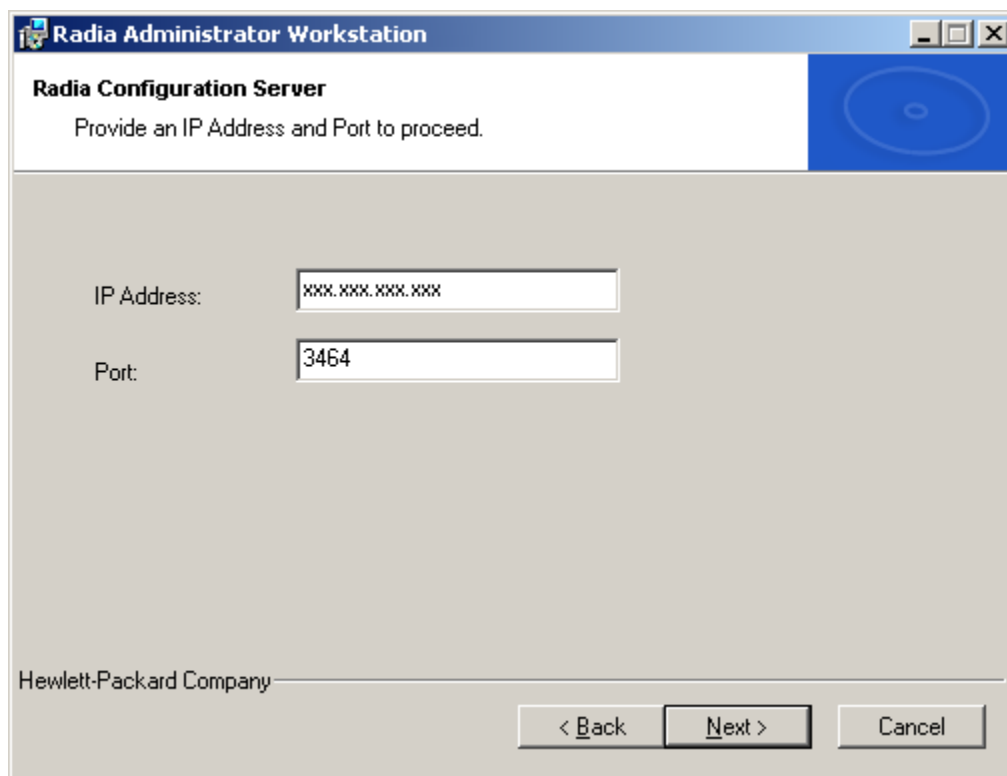 Radia Administrator Workstation
Radia Configuration Server
Provide an IP Address and Port to proceed.
IP Address:
xxx.xxx.xxx.xxx
Port:
3464
Hewlett-Packard Company
< Back
Next >
Cancel